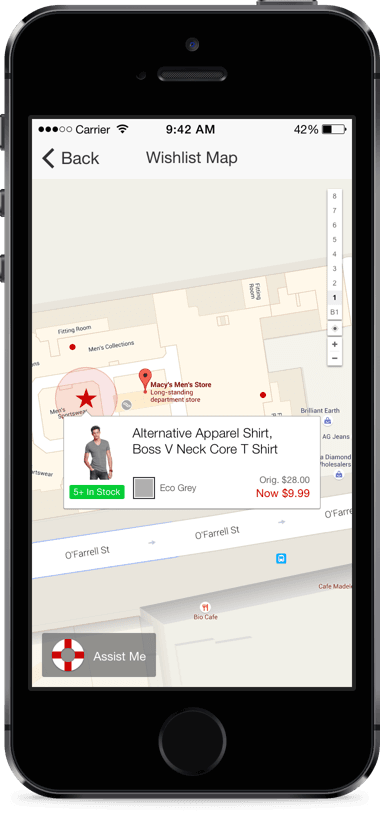 Carrier
9:42 AM
42%
Back
Wishlist Map
8
7
6
5
4
3
2
1
B1
+
−
Fitting Room
Fitting
Room
Men's Collections
Macy's Men's Store
Long-standing
department store
Men's
Sportswear
Brilliant Earth
AG Jeans
a Diamond
Wholesalers
rtswear
Alternative Apparel Shirt,
Boss V Neck Core T Shirt
5+ In Stock
Eco Grey
Orig. $28.00
Now $9.99
O'Farrell St
O'Farrell St
O'Farre
Cafe Madele
Bio Cafe
Assist Me